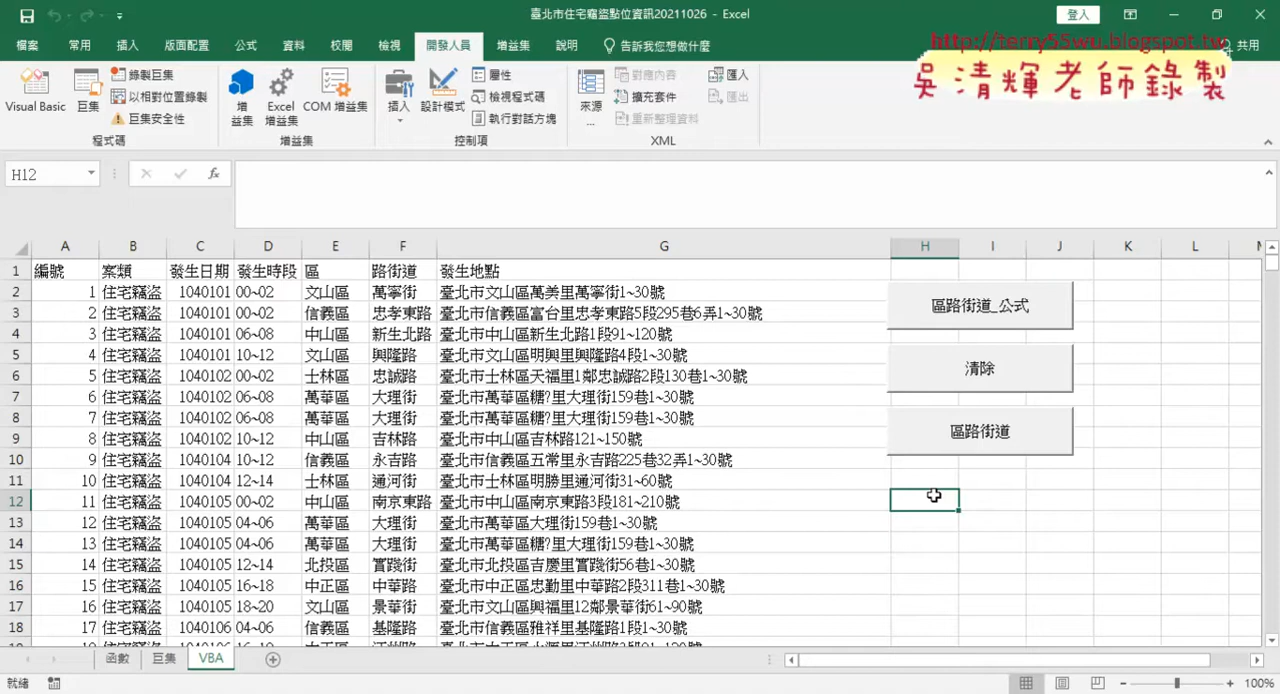 臺北市住宅竊盜點位資訊20211026 - Excel
登入
檔案 常用 插入 版面配置 公式 資料 校閱 檢視 開發人員 增益集 說明 告訴我您想做什麼 共用
http://terry55wu.blogspot.tw
吳清輝老師錄製
Visual Basic 巨集 錄製巨集 以相對位置錄製 巨集安全性 程式碼
增益集 Excel 增益集 COM 增益集 增益集
插入 設計模式 屬性 檢視程式碼 執行對話方塊 控制項
來源... 對應內容 擴充套件 重新整理資料 匯入 匯出 XML
H12 fx
A B C D E F G H I J K L
1 編號 案類 發生日期 發生時段 區 路街道 發生地點
2 1 住宅竊盜 1040101 00~02 文山區 萬寧街 臺北市文山區萬美里萬寧街1~30號
3 2 住宅竊盜 1040101 00~02 信義區 忠孝東路 臺北市信義區富台里忠孝東路5段295巷6弄1~30號
4 3 住宅竊盜 1040101 06~08 中山區 新生北路 臺北市中山區新生北路1段91~120號
5 4 住宅竊盜 1040101 10~12 文山區 興隆路 臺北市文山區明興里興隆路4段1~30號
6 5 住宅竊盜 1040102 00~02 士林區 忠誠路 臺北市士林區天福里1鄰忠誠路2段130巷1~30號
7 6 住宅竊盜 1040102 06~08 萬華區 大理街 臺北市萬華區糖?里大理街159巷1~30號
8 7 住宅竊盜 1040102 06~08 萬華區 大理街 臺北市萬華區糖?里大理街159巷1~30號
9 8 住宅竊盜 1040102 10~12 中山區 吉林路 臺北市中山區吉林路121~150號
10 9 住宅竊盜 1040104 10~12 信義區 永吉路 臺北市信義區五常里永吉路225巷32弄1~30號
11 10 住宅竊盜 1040104 12~14 士林區 通河街 臺北市士林區明勝里通河街31~60號
12 11 住宅竊盜 1040105 00~02 中山區 南京東路 臺北市中山區南京東路3段181~210號
13 12 住宅竊盜 1040105 04~06 萬華區 大理街 臺北市萬華區大理街159巷1~30號
14 13 住宅竊盜 1040105 04~06 萬華區 大理街 臺北市萬華區糖?里大理街159巷1~30號
15 14 住宅竊盜 1040105 12~14 北投區 實踐街 臺北市北投區吉慶里實踐街56巷1~30號
16 15 住宅竊盜 1040105 16~18 中正區 中華路 臺北市中正區忠勤里中華路2段311巷1~30號
17 16 住宅竊盜 1040105 18~20 文山區 景華街 臺北市文山區興福里12鄰景華街61~90號
18 17 住宅竊盜 1040106 04~06 信義區 基隆路 臺北市信義區雅祥里基隆路1段1~30號
區路街道_公式
清除
區路街道
函數 巨集 VBA
就緒
100%